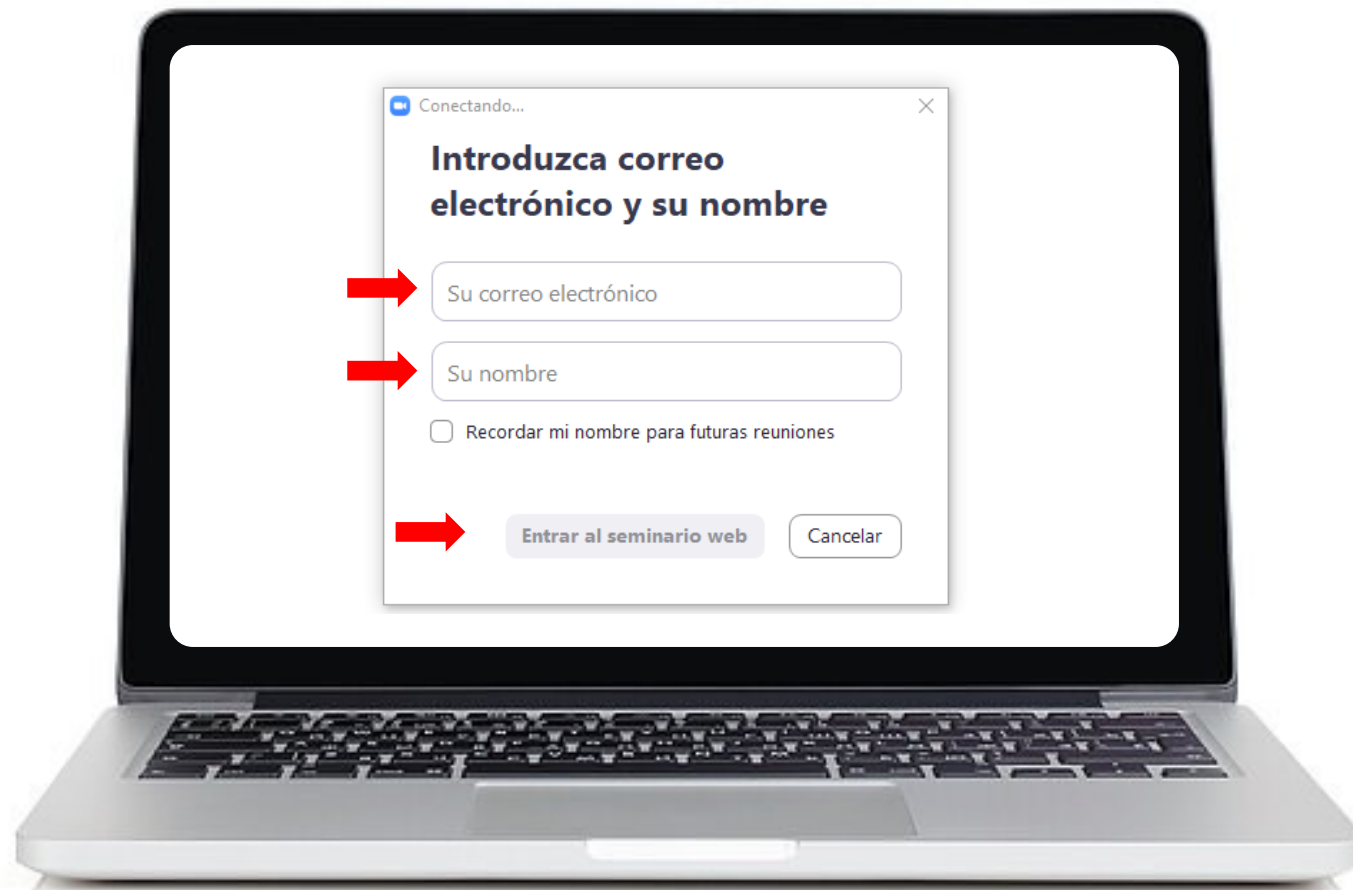 Conectando...
Introduzca correo
electrónico y su nombre
Su correo electrónico
Su nombre
Recordar mi nombre para futuras reuniones
Entrar al seminario web
Cancelar